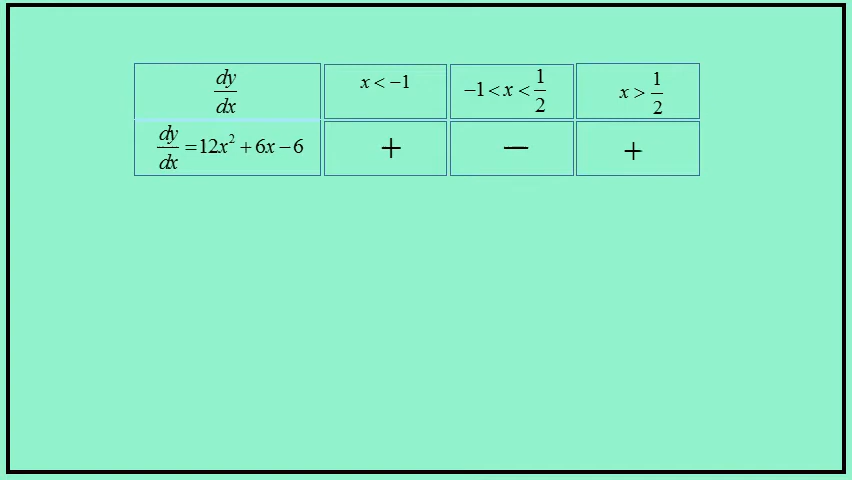 dy/dx x < −1 −1 < x < 1/2 x > 1/2
dy/dx = 12x² + 6x − 6 + − +